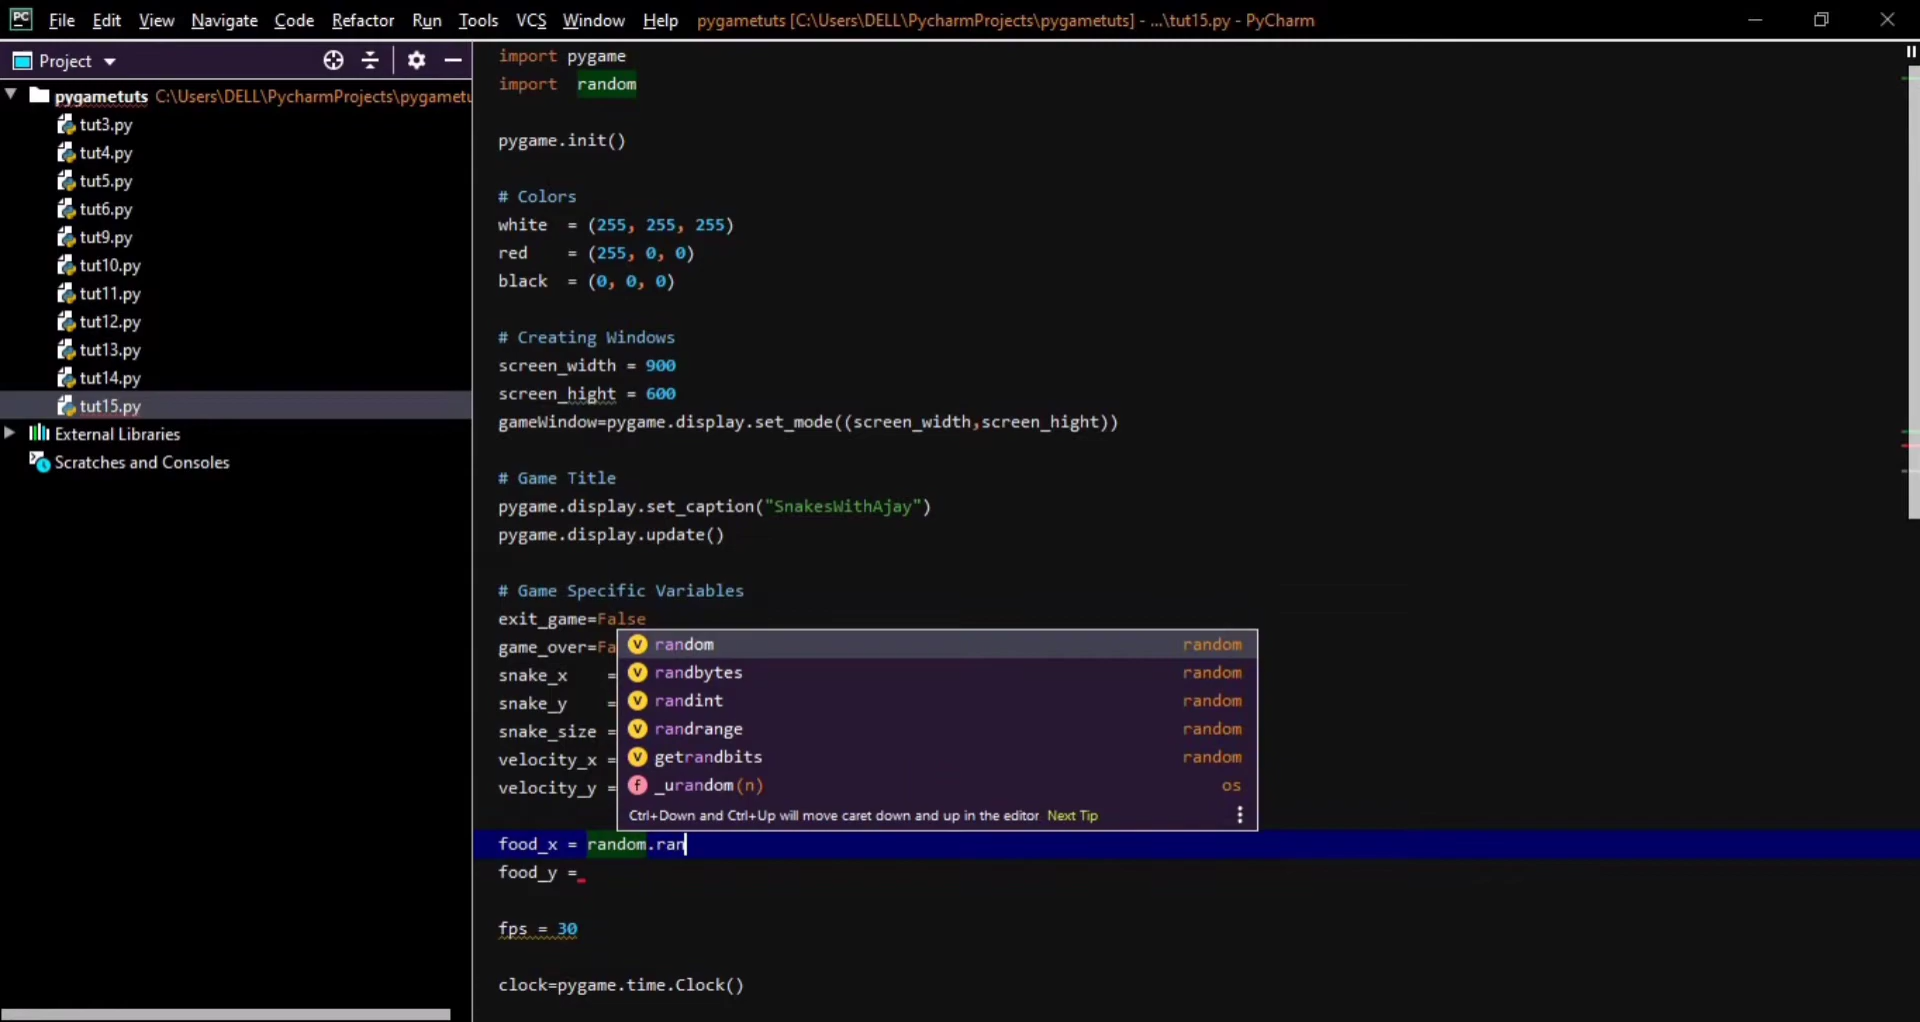 PC File Edit View Navigate Code Refactor Run Tools VCS Window Help pygametuts [C:\Users\DELL\PycharmProjects\pygametuts] - ...\tut15.py - PyCharm
Project
pygametuts C:\Users\DELL\PycharmProjects\pygametu
tut3.py
tut4.py
tut5.py
tut6.py
tut9.py
tut10.py
tut11.py
tut12.py
tut13.py
tut14.py
tut15.py
External Libraries
Scratches and Consoles
import pygame
import  random
pygame.init()
# Colors
white  = (255, 255, 255)
red    = (255, 0, 0)
black  = (0, 0, 0)
# Creating Windows
screen_width = 900
screen_hight = 600
gameWindow=pygame.display.set_mode((screen_width,screen_hight))
# Game Title
pygame.display.set_caption("SnakesWithAjay")
pygame.display.update()
# Game Specific Variables
exit_game=False
game_over=Fa
snake_x    =
snake_y    =
snake_size =
velocity_x =
velocity_y =
V random random
V randbytes random
V randint random
V randrange random
V getrandbits random
f _urandom(n) os
Ctrl+Down and Ctrl+Up will move caret down and up in the editor Next Tip
food_x = random.ran
food_y =
fps = 30
clock=pygame.time.Clock()